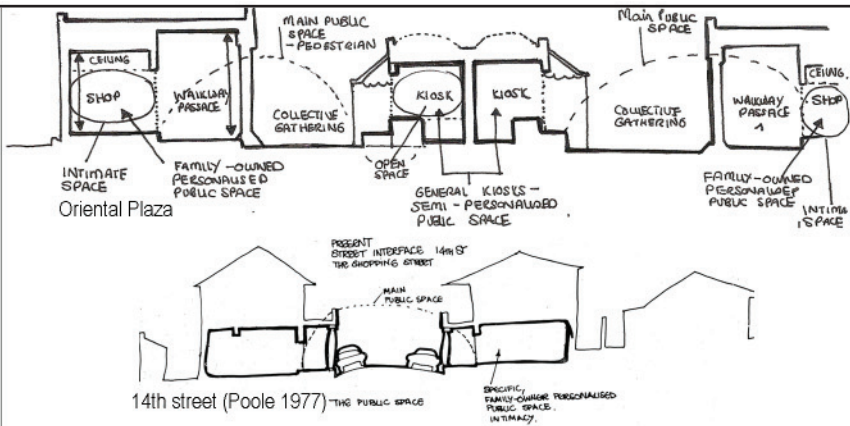 MAIN PUBLIC
SPACE
- PEDESTRIAN
Main PUBLIC
SPACE
CEILING
SHOP
WALKWAY
PASSAGE
COLLECTIVE
GATHERING
KIOSK
KIOSK
COLLECTIVE
GATHERING
WALKWAY
PASSAGE
CEILING
SHOP
INTIMATE
SPACE
FAMILY-OWNED
PERSONALISED
PUBLIC SPACE
OPEN
SPACE
GENERAL KIOSKS -
SEMI-PERSONALISED
PUBLIC SPACE
FAMILY-OWNED
PERSONALISED
PUBLIC SPACE
INTIMA
SPACE
Oriental Plaza
PRESENT
STREET INTERFACE 14TH ST
THE SHOPPING STREET
MAIN
PUBLIC SPACE
14th street (Poole 1977)
THE PUBLIC SPACE
SPECIFIC,
FAMILY-OWNER PERSONALISED
PUBLIC SPACE.
INTIMACY.